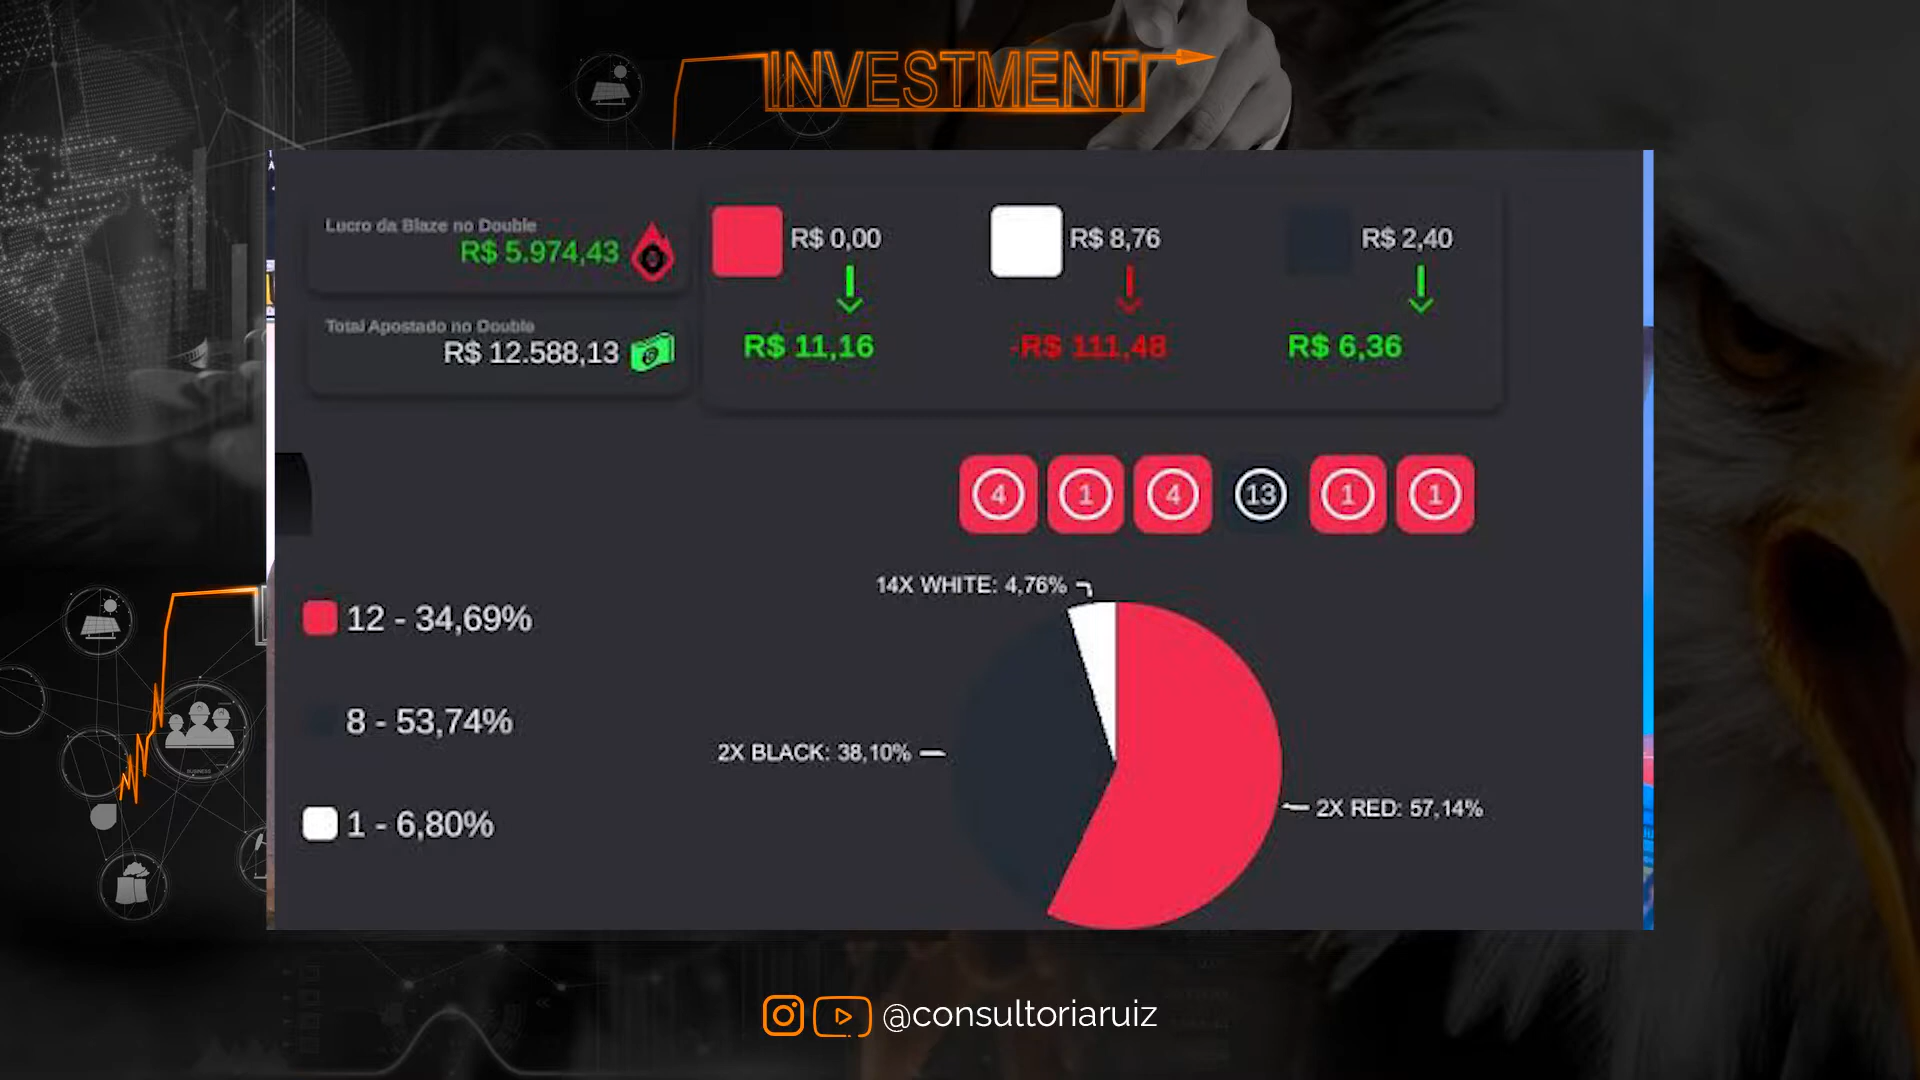 INVESTMENT
Lucro da Blaze no Double
R$ 5.974,43
Total Apostado no Double
R$ 12.588,13
R$ 0,00
R$ 11,16
R$ 8,76
-R$ 111,48
R$ 2,40
R$ 6,36
4 1 4 13 1 1
12 - 34,69%
8 - 53,74%
1 - 6,80%
14X WHITE: 4,76%
2X BLACK: 38,10%
2X RED: 57,14%
@consultoriaruiz